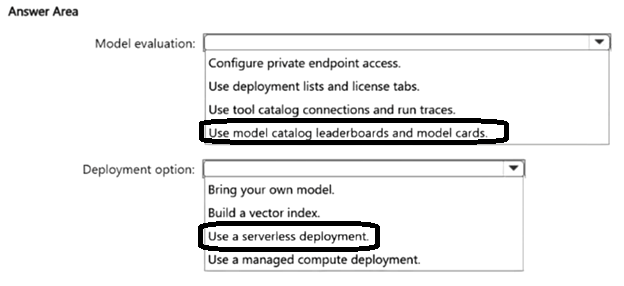 Answer Area
Model evaluation:
Configure private endpoint access.
Use deployment lists and license tabs.
Use tool catalog connections and run traces.
Use model catalog leaderboards and model cards.
Deployment option:
Bring your own model.
Build a vector index.
Use a serverless deployment.
Use a managed compute deployment.